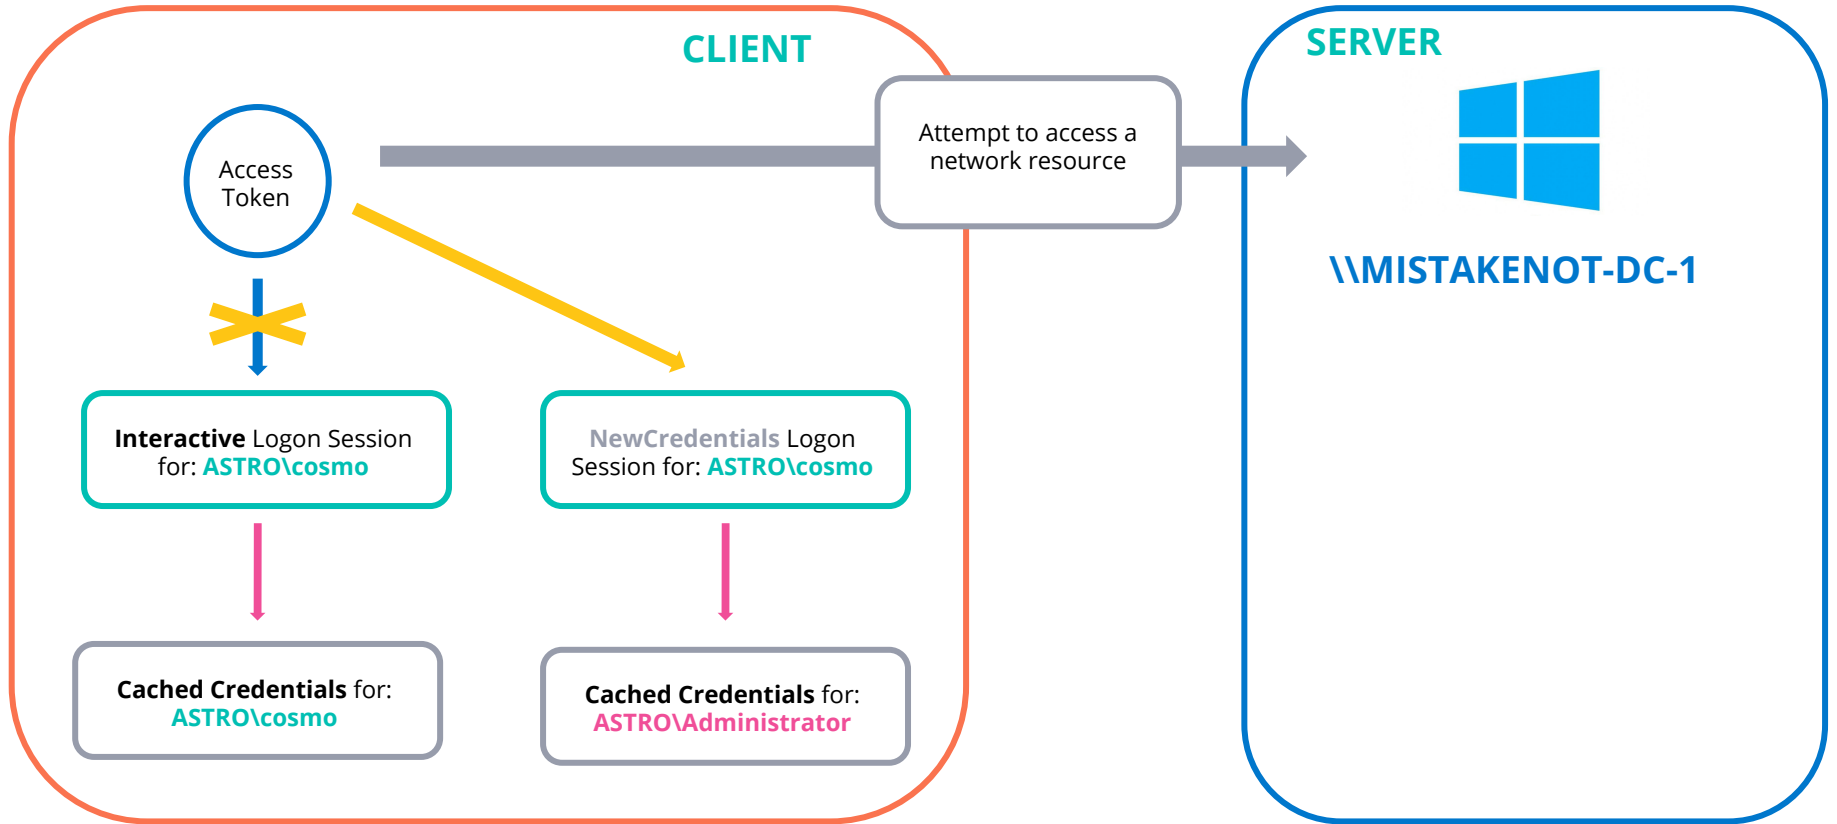 CLIENT
SERVER
Attempt to access a
network resource
Access
Token
\\MISTAKENOT-DC-1
Interactive Logon Session
for: ASTRO\cosmo
NewCredentials Logon
Session for: ASTRO\cosmo
Cached Credentials for:
ASTRO\cosmo
Cached Credentials for:
ASTRO\Administrator